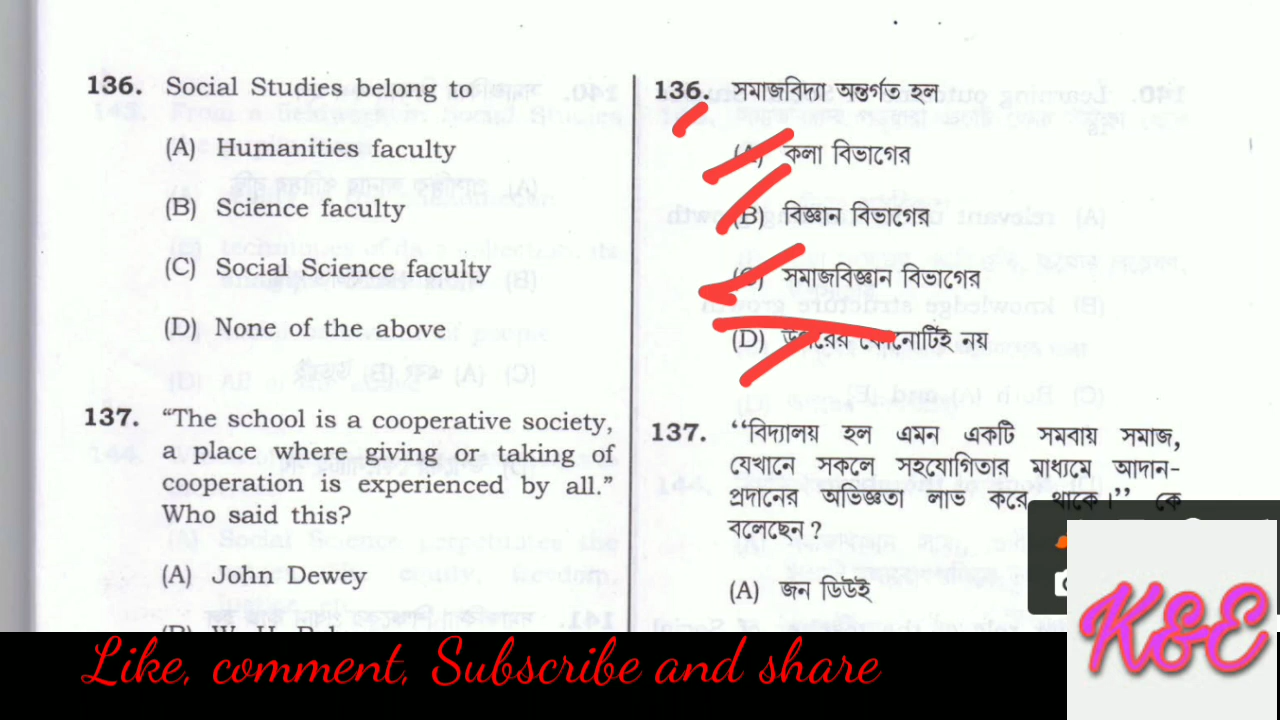 136. Social Studies belong to
(A) Humanities faculty
(B) Science faculty
(C) Social Science faculty
(D) None of the above
137. “The school is a cooperative society,
a place where giving or taking of
cooperation is experienced by all.”
Who said this?
(A) John Dewey
136. সমাজবিদ্যা অন্তর্গত হল
(A) কলা বিভাগের
(B) বিজ্ঞান বিভাগের
(C) সমাজবিজ্ঞান বিভাগের
(D) উপরের কোনোটিই নয়
137. ‘‘বিদ্যালয় হল এমন একটি সমবায় সমাজ,
যেখানে সকলে সহযোগিতার মাধ্যমে আদান-
প্রদানের অভিজ্ঞতা লাভ করে থাকে।’’ কে
বলেছেন?
(A) জন ডিউই
Like, comment, Subscribe and share
K&E